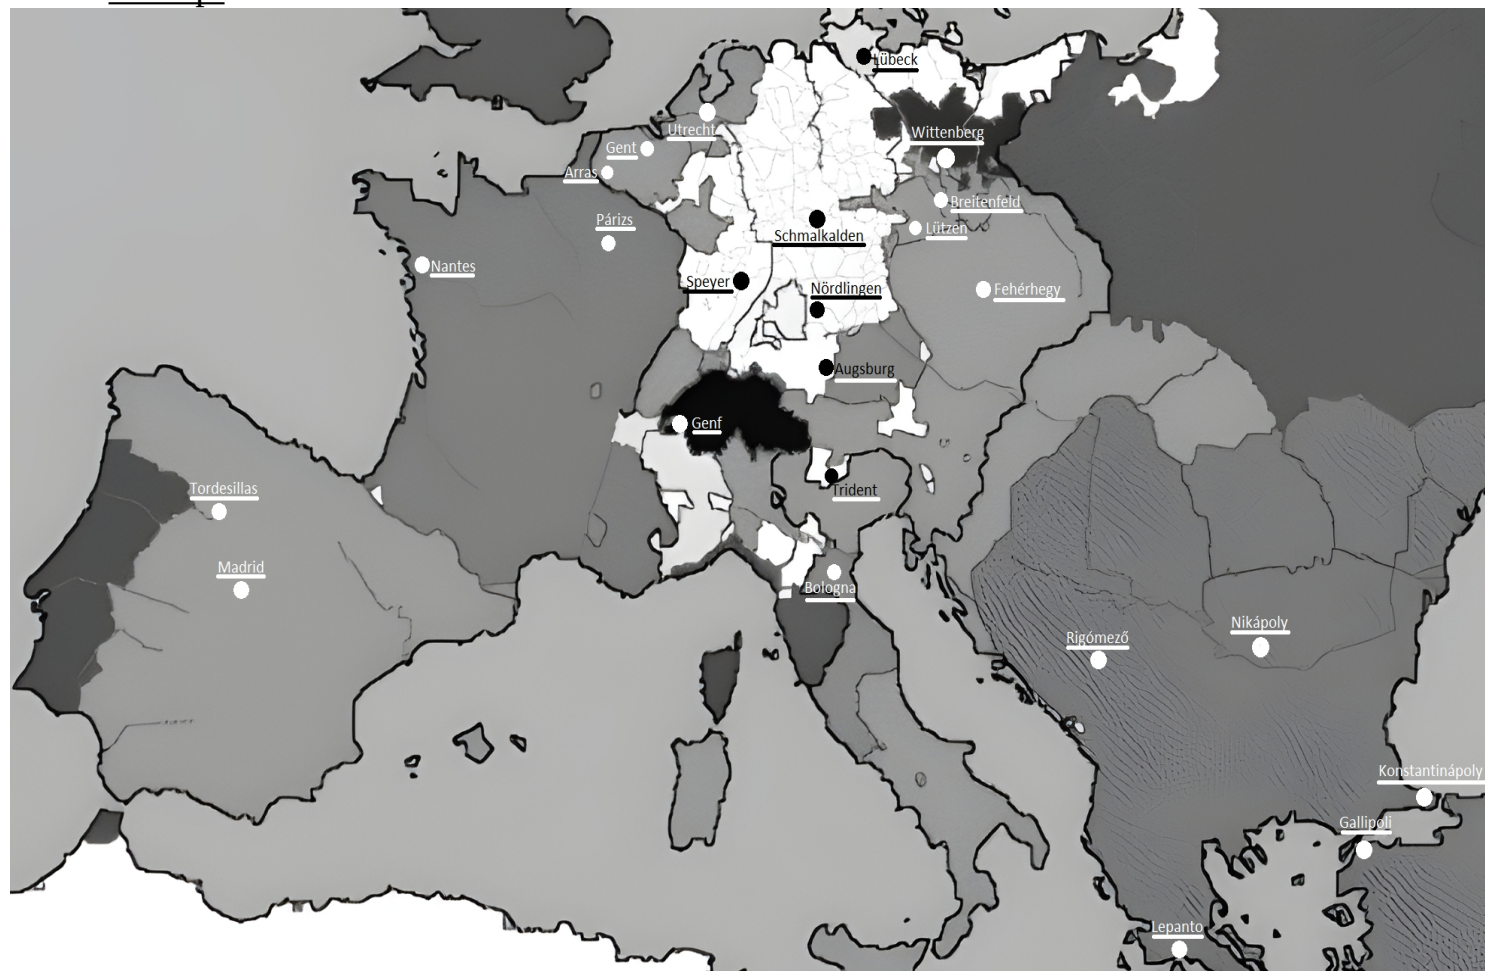 Lübeck
Utrecht
Wittenberg
Gent
Arras
Breitenfeld
Párizs
Lützen
Schmalkalden
Nantes
Speyer
Nördlingen
Fehérhegy
Augsburg
Genf
Tordesillas
Trident
Madrid
Bologna
Nikápoly
Rigómező
Konstantinápoly
Gallipoli
Lepanto